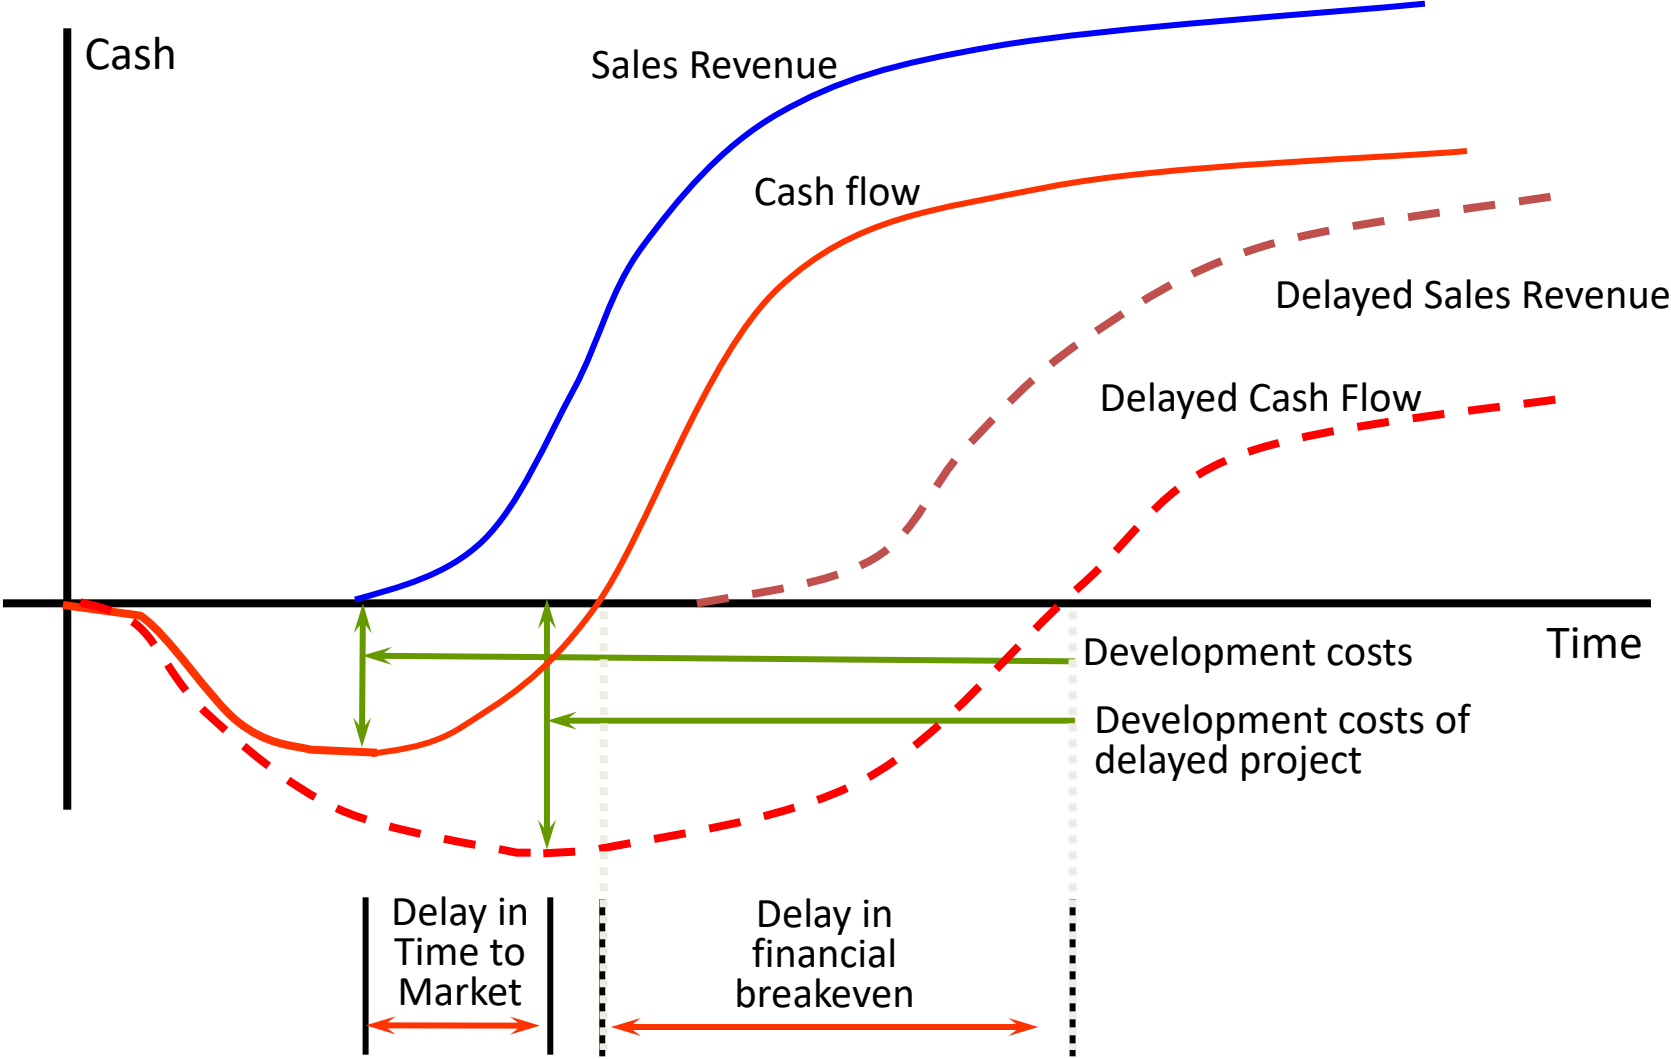 Cash
Sales Revenue
Cash flow
Delayed Sales Revenue
Delayed Cash Flow
Time
Development costs
Development costs of
delayed project
Delay in
Time to
Market
Delay in
financial
breakeven